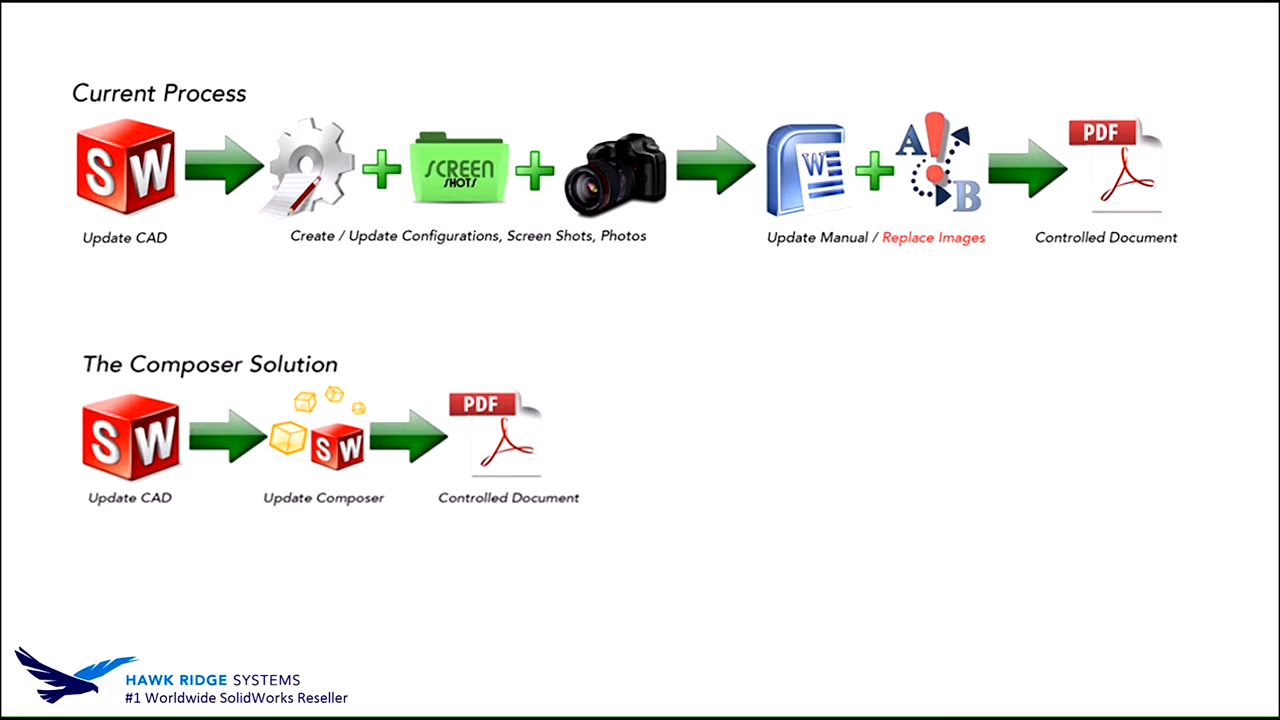 Current Process
SW
SCREEN
SHOTS
W
A
B
PDF
Update CAD
Create / Update Configurations, Screen Shots, Photos
Update Manual / Replace Images
Controlled Document
The Composer Solution
SW
SW
PDF
Update CAD
Update Composer
Controlled Document
HAWK RIDGE SYSTEMS
#1 Worldwide SolidWorks Reseller